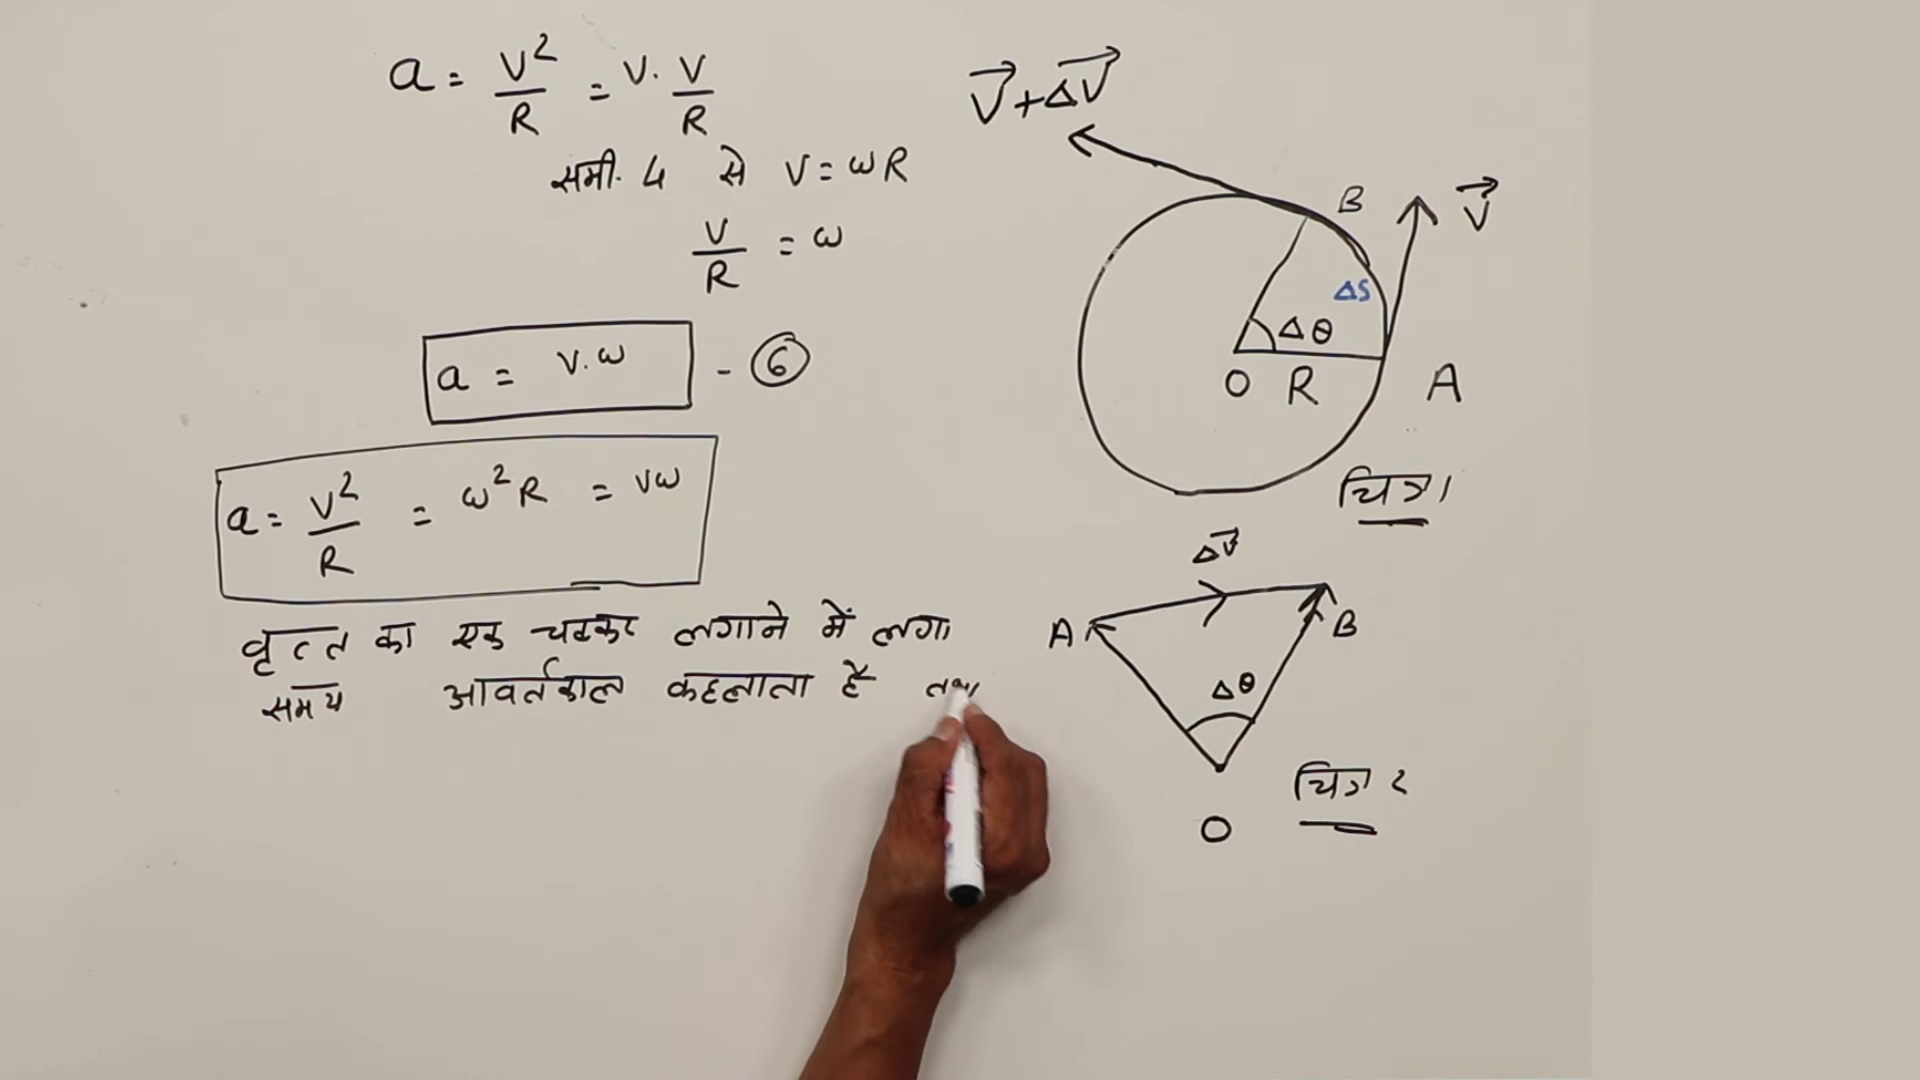 a = V²/R = V · V/R
समी. 4 से V = ωR
V/R = ω
a = V.ω - ⑥
a = V²/R = ω²R = Vω
वृत्त का एक चक्कर लगाने में लगा
समय आवर्तकाल कहलाता है
V⃗ + ΔV⃗
B V⃗
ΔS
Δθ
O R A
चित्र 1
ΔV⃗
A B
Δθ
चित्र 2
O